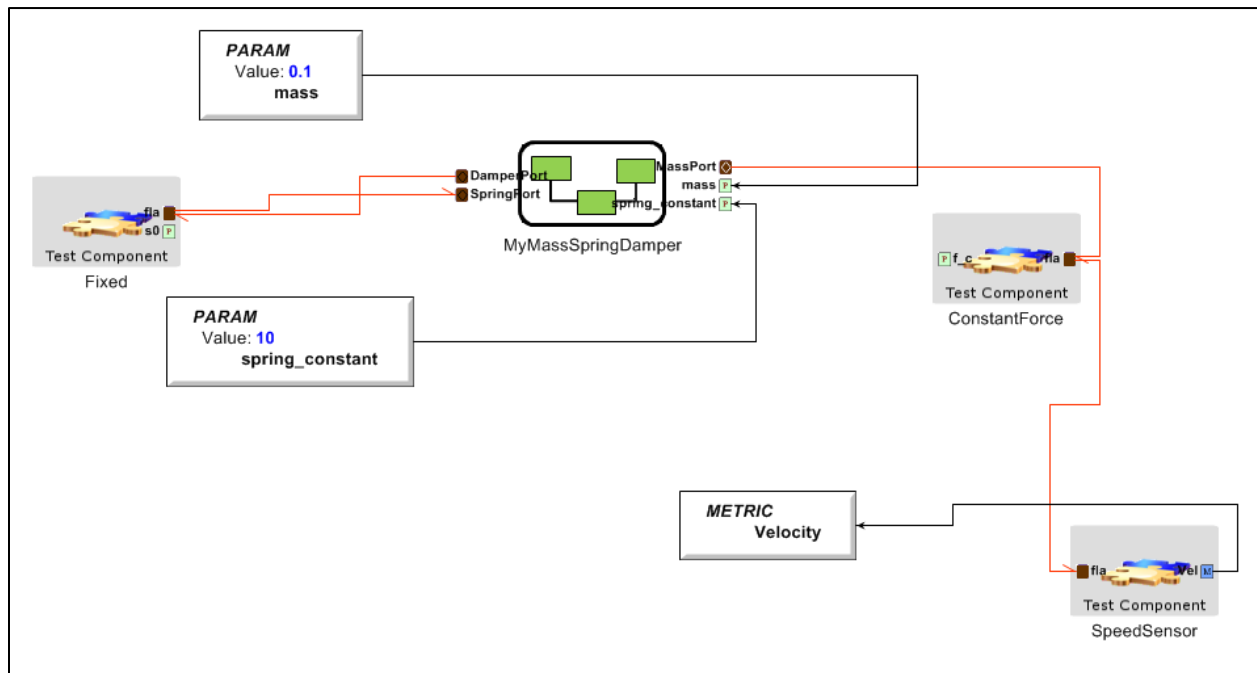 PARAM
Value: 0.1
mass
DamperPort
SpringPort
MassPort
mass P
spring_constant P
MyMassSpringDamper
fla
s0 P
Test Component
Fixed
P f_c
fla
Test Component
ConstantForce
PARAM
Value: 10
spring_constant
METRIC
Velocity
fla
Vel M
Test Component
SpeedSensor